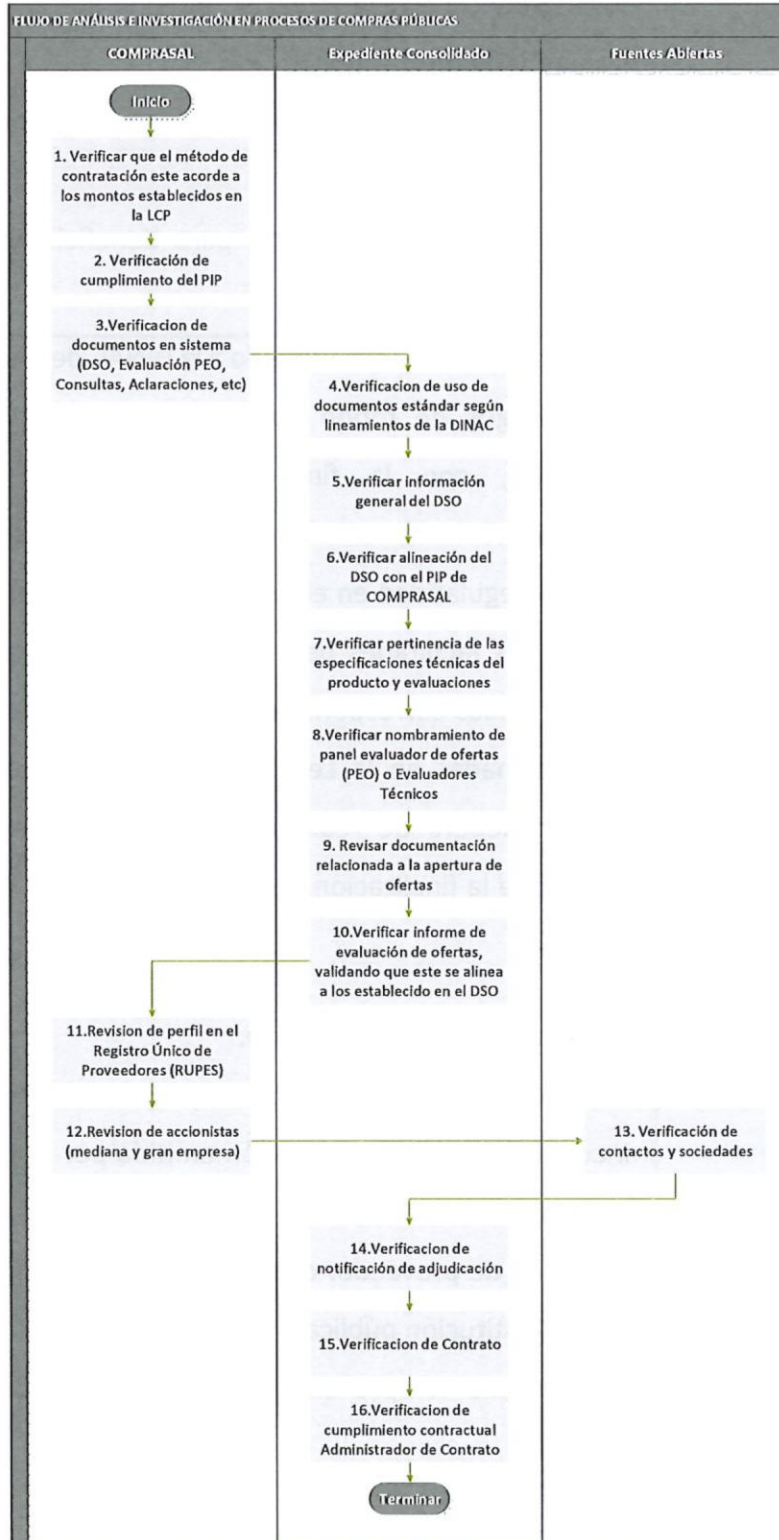 FLUJO DE ANÁLISIS E INVESTIGACIÓN EN PROCESOS DE COMPRAS PÚBLICAS
COMPRASAL
Expediente Consolidado
Fuentes Abiertas
Inicio
1. Verificar que el método de
contratación este acorde a
los montos establecidos en
la LCP
2. Verificación de
cumplimiento del PIP
3.Verificacion de
documentos en sistema
(DSO, Evaluación PEO,
Consultas, Aclaraciones, etc)
4.Verificacion de uso de
documentos estándar según
lineamientos de la DINAC
5.Verificar información
general del DSO
6.Verificar alineación del
DSO con el PIP de
COMPRASAL
7.Verificar pertinencia de las
especificaciones técnicas del
producto y evaluaciones
8.Verificar nombramiento de
panel evaluador de ofertas
(PEO) o Evaluadores
Técnicos
9. Revisar documentación
relacionada a la apertura de
ofertas
10.Verificar informe de
evaluación de ofertas,
validando que este se alinea
a los establecido en el DSO
11.Revision de perfil en el
Registro Único de
Proveedores (RUPES)
12.Revision de accionistas
(mediana y gran empresa)
13. Verificación de
contactos y sociedades
14.Verificacion de
notificación de adjudicación
15.Verificacion de Contrato
16.Verificacion de
cumplimiento contractual
Administrador de Contrato
Terminar